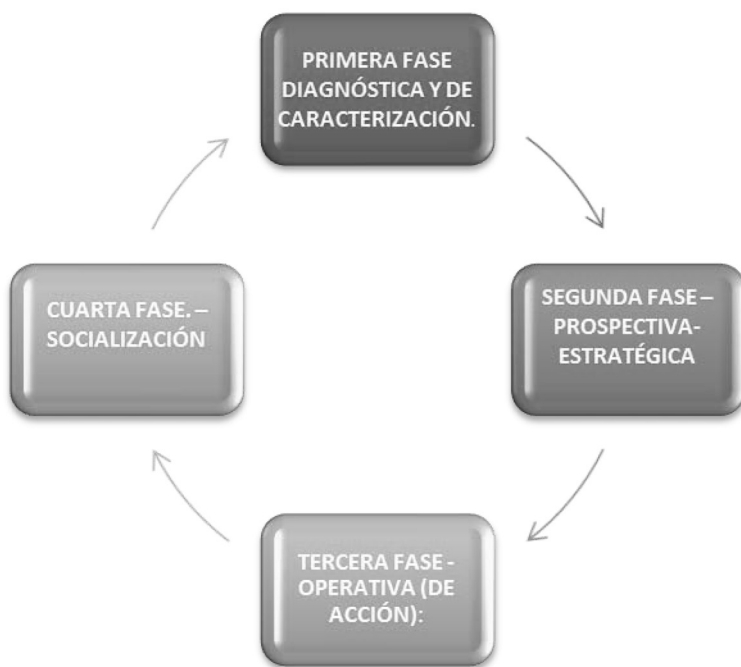 PRIMERA FASE
DIAGNÓSTICA Y DE
CARACTERIZACIÓN.
SEGUNDA FASE –
PROSPECTIVA-
ESTRATÉGICA
TERCERA FASE -
OPERATIVA (DE
ACCIÓN):
CUARTA FASE. –
SOCIALIZACIÓN